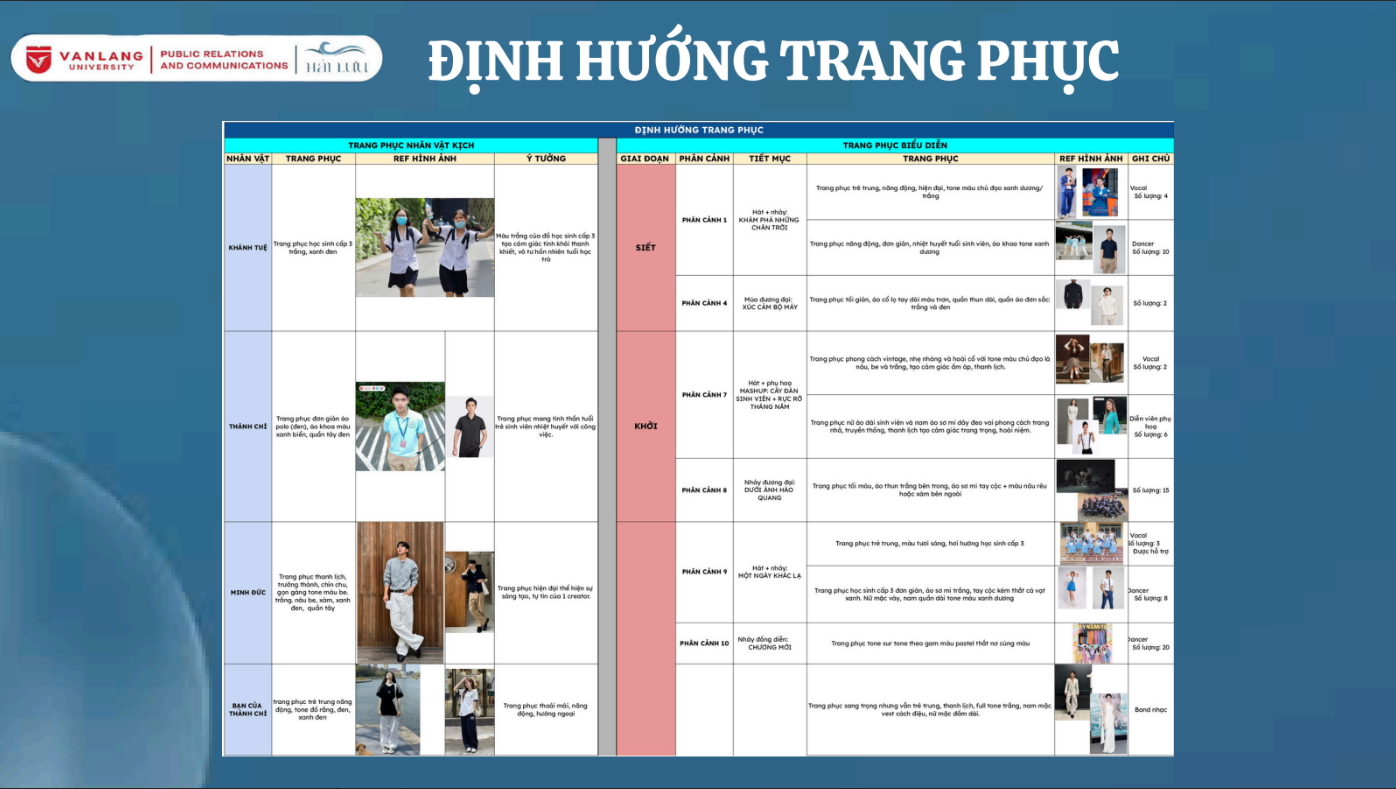 VANLANG
UNIVERSITY
PUBLIC RELATIONS
AND COMMUNICATIONS
HẢI LƯU
ĐỊNH HƯỚNG TRANG PHỤC
ĐỊNH HƯỚNG TRANG PHỤC
TRANG PHỤC NHÂN VẬT KỊCH
NHÂN VẬT
TRANG PHỤC
REF HÌNH ẢNH
Ý TƯỞNG
KHÁNH TUỆ
Trang phục học sinh cấp 3
trắng, xanh đen
Màu trắng của đồ học sinh cấp 3
tạo cảm giác tinh khôi thanh
khiết, vô tư hồn nhiên tuổi học
trò
THÀNH CHÍ
Trang phục đơn giản áo
polo (đen), áo khoa màu
xanh biển, quần tây đen
Trang phục mang tinh thần tuổi
trẻ sinh viên nhiệt huyết với công
việc.
MINH ĐỨC
Trang phục thanh lịch,
trưởng thành, chỉn chu,
gọn gàng tone màu be.
trắng. nâu be, xám, xanh
đen, quần tây
Trang phục hiện đại thể hiện sự
sáng tạo, tự tin của 1 creator.
BẠN CỦA
THÀNH CHÍ
trang phục trẻ trung năng
động, tone đồ rắng, đen,
xanh đen
Trang phục thoải mái, năng
động, hướng ngoại
TRANG PHỤC BIỂU DIỄN
GIAI ĐOẠN
PHÂN CẢNH
TIẾT MỤC
TRANG PHỤC
REF HÌNH ẢNH
GHI CHÚ
SIẾT
PHÂN CẢNH 1
Hát + nhảy:
KHÁM PHÁ NHỮNG
CHÂN TRỜI
Trang phục trẻ trung, năng động, hiện đại, tone màu chủ đạo xanh dương/
trắng
Vocal
Số lượng: 4
Trang phục năng động, đơn giản, nhiệt huyết tuổi sinh viên, áo khoa tone xanh
dương
Dancer
Số lượng: 10
PHÂN CẢNH 4
Múa đương đại:
XÚC CẢM BỘ MÁY
Trang phục tối giản, áo cổ lọ tay dài màu trơn, quần thun dài, quần áo đơn sắc:
trắng và đen
Số lượng: 2
KHỞI
PHÂN CẢNH 7
Hát + phụ hoạ
MASHUP: CÂY ĐÀN
SINH VIÊN + RỰC RỠ
THÁNG NĂM
Trang phục phong cách vintage, nhẹ nhàng và hoài cổ với tone màu chủ đạo là
nâu, be và trắng, tạo cảm giác ấm áp, thanh lịch.
Vocal
Số lượng: 2
Trang phục nữ áo dài sinh viên và nam áo sơ mi dây đeo vai phong cách trang
nhã, truyền thống, thanh lịch tạo cảm giác trang trọng, hoài niệm.
Diễn viên phụ
hoạ
Số lượng: 6
PHÂN CẢNH 8
Nhảy đương đại:
DƯỚI ÁNH HÀO
QUANG
Trang phục tối màu, áo thun trắng bên trong, áo sơ mi tay cộc + màu nâu rêu
hoặc xám bên ngoài
Số lượng: 15
PHÂN CẢNH 9
Hát + nhảy:
MỘT NGÀY KHÁC LẠ
Trang phục trẻ trung, màu tươi sáng, hơi hướng học sinh cấp 3
Vocal
Số lượng: 3
Được hỗ trợ
Trang phục học sinh cấp 3 đơn giản, áo sơ mi trắng, tay cộc kèm thắt cà vạt
xanh. Nữ mặc váy, nam quần dài tone màu xanh dương
Dancer
Số lượng: 8
PHÂN CẢNH 10
Nhảy đồng diễn:
CHƯƠNG MỚI
Trang phục tone sur tone theo gam màu pastel thắt nơ cùng màu
Dancer
Số lượng: 20
Trang phục sang trọng nhưng vẫn trẻ trung, thanh lịch, full tone trắng, nam mặc
vest cách điệu, nữ mặc đầm dài.
Band nhạc